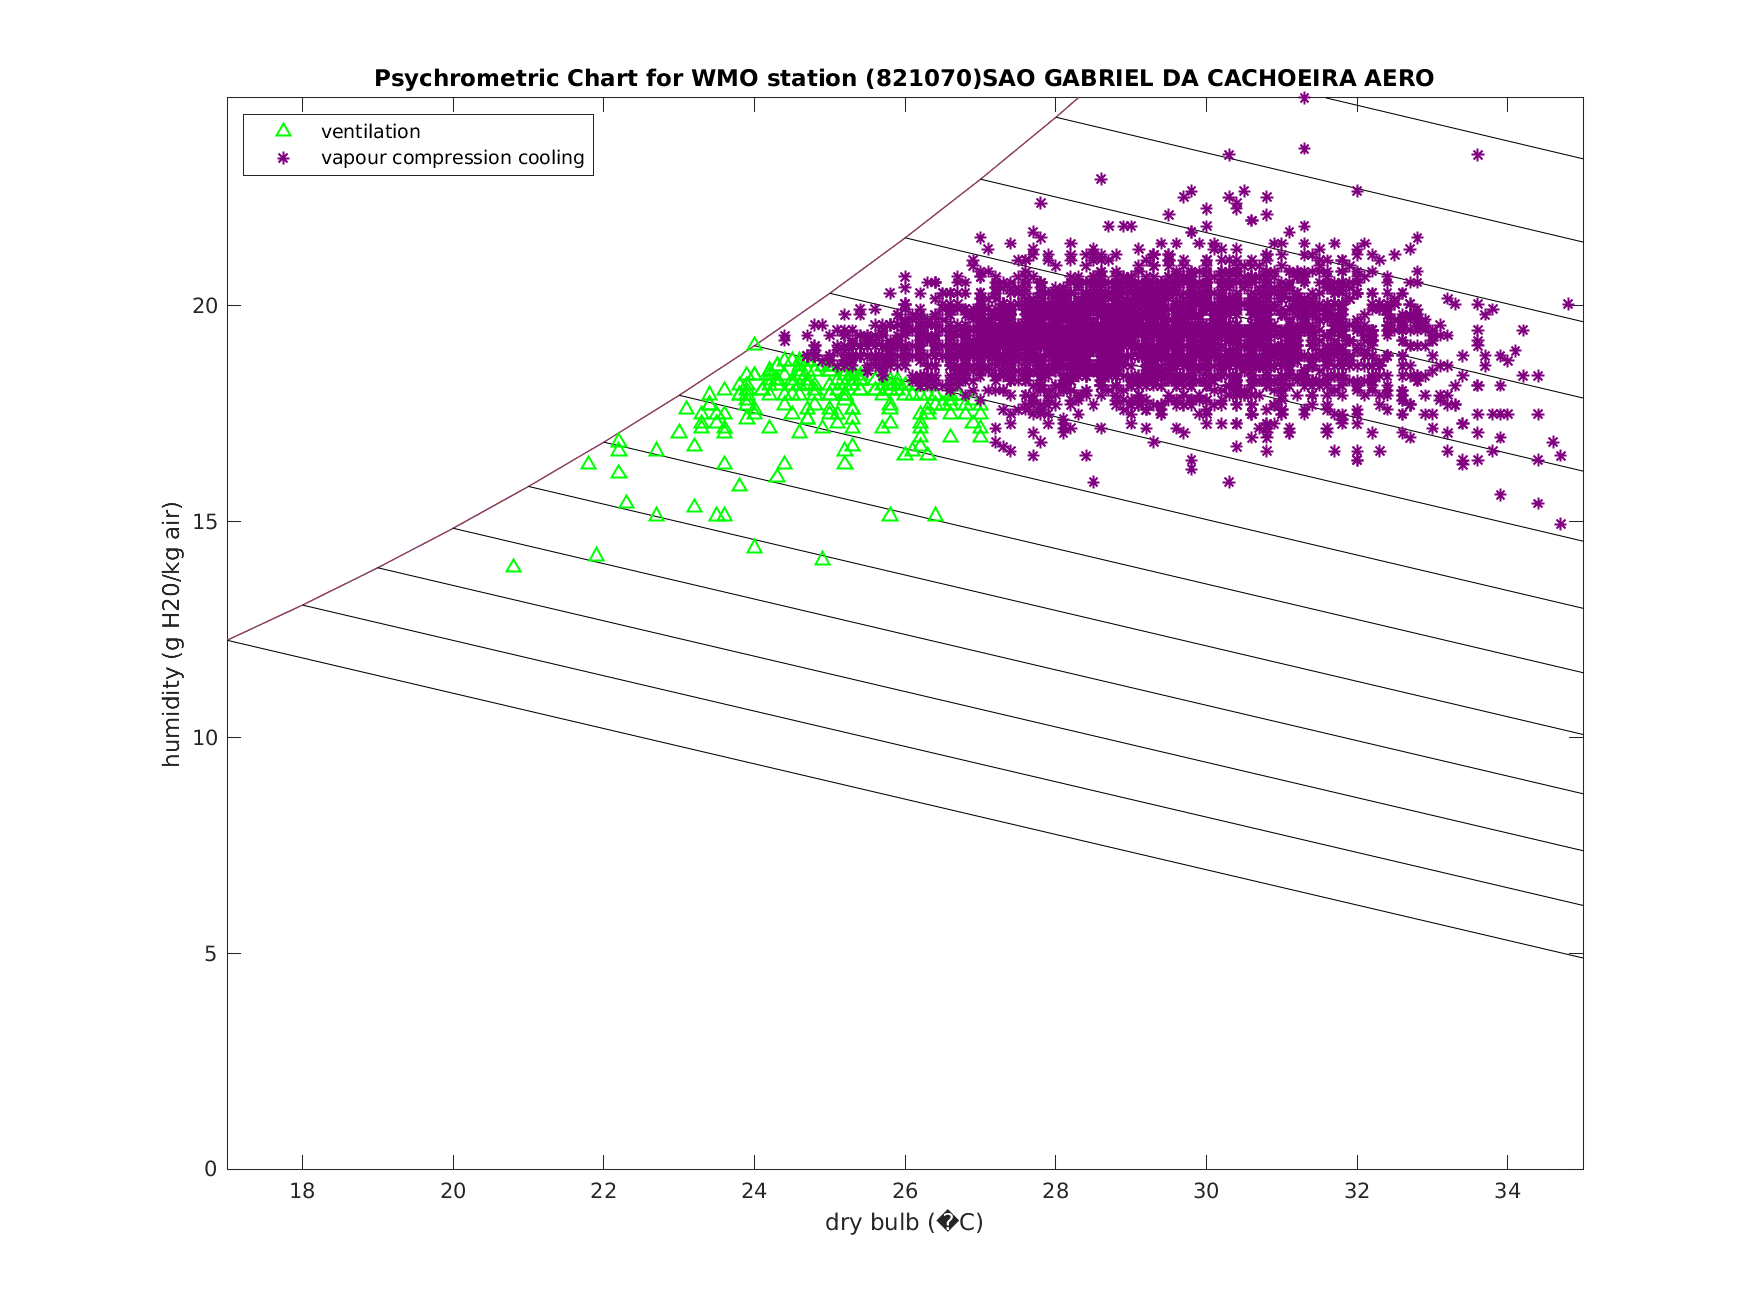 Psychrometric Chart for WMO station (821070)SAO GABRIEL DA CACHOEIRA AERO
ventilation
vapour compression cooling
humidity (g H20/kg air)
20
15
10
5
0
18 20 22 24 26 28 30 32 34
dry bulb (�C)